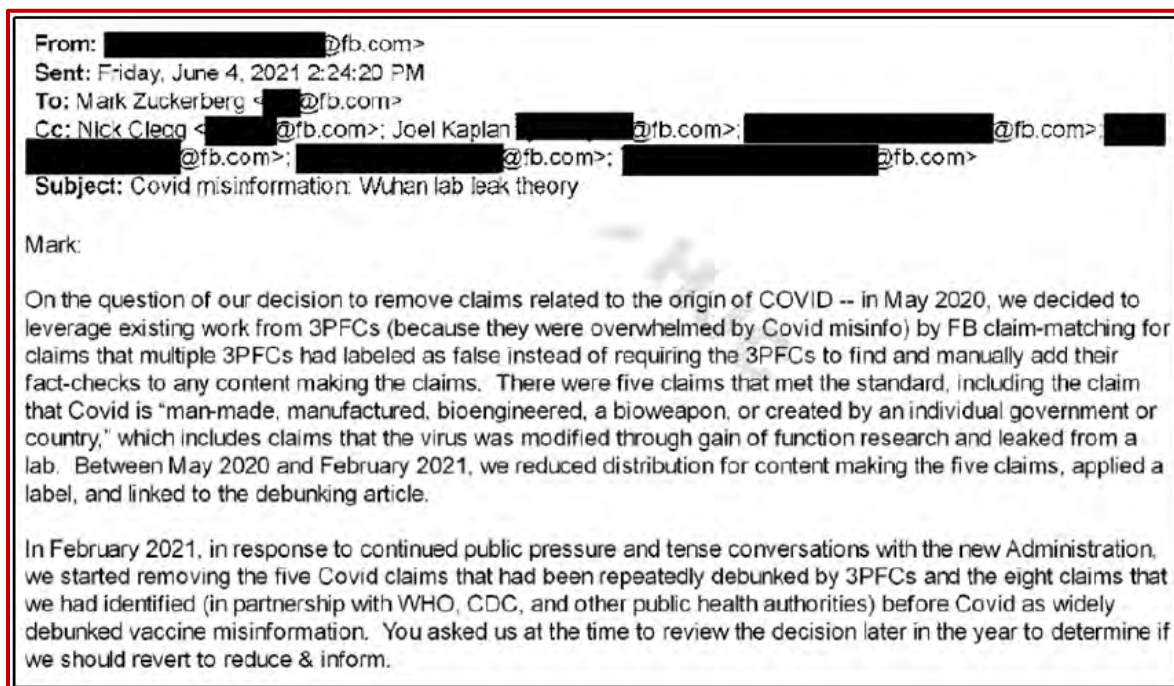 From: @fb.com>
Sent: Friday, June 4, 2021 2:24:20 PM
To: Mark Zuckerberg < @fb.com>
Cc: Nick Clegg < @fb.com>; Joel Kaplan @fb.com>; @fb.com>;
@fb.com>; @fb.com>; @fb.com>
Subject: Covid misinformation: Wuhan lab leak theory
Mark:
On the question of our decision to remove claims related to the origin of COVID -- in May 2020, we decided to
leverage existing work from 3PFCs (because they were overwhelmed by Covid misinfo) by FB claim-matching for
claims that multiple 3PFCs had labeled as false instead of requiring the 3PFCs to find and manually add their
fact-checks to any content making the claims. There were five claims that met the standard, including the claim
that Covid is "man-made, manufactured, bioengineered, a bioweapon, or created by an individual government or
country," which includes claims that the virus was modified through gain of function research and leaked from a
lab. Between May 2020 and February 2021, we reduced distribution for content making the five claims, applied a
label, and linked to the debunking article.
In February 2021, in response to continued public pressure and tense conversations with the new Administration,
we started removing the five Covid claims that had been repeatedly debunked by 3PFCs and the eight claims that
we had identified (in partnership with WHO, CDC, and other public health authorities) before Covid as widely
debunked vaccine misinformation. You asked us at the time to review the decision later in the year to determine if
we should revert to reduce & inform.